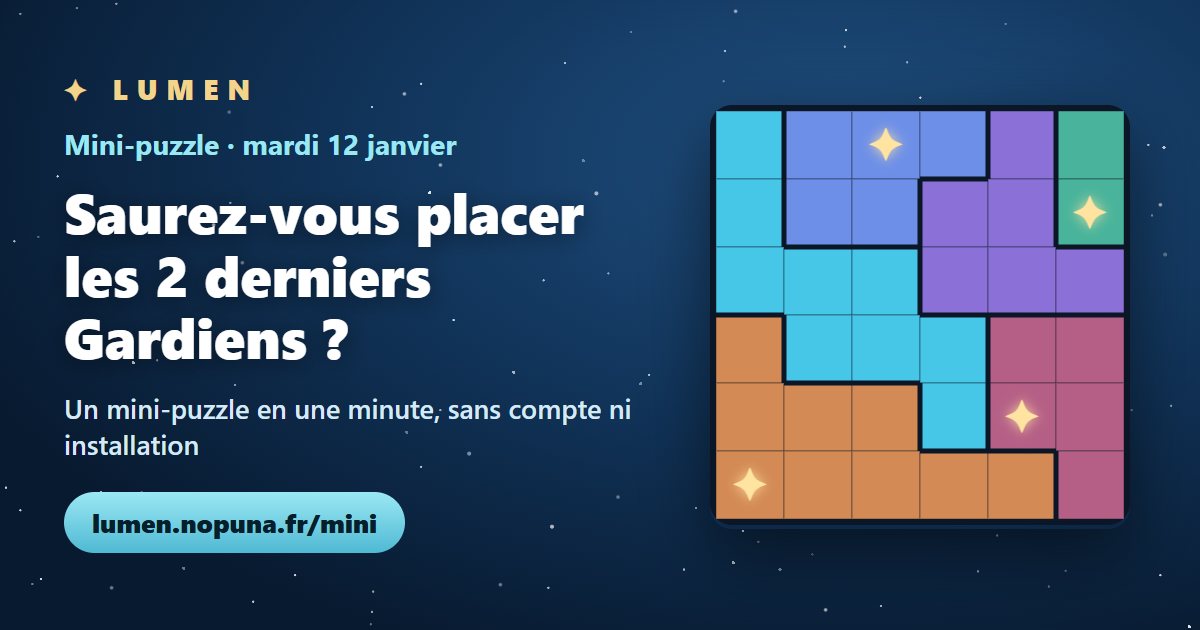 LUMEN
Mini-puzzle · mardi 12 janvier
Saurez-vous placer
les 2 derniers
Gardiens ?
Un mini-puzzle en une minute, sans compte ni
installation
lumen.nopuna.fr/mini